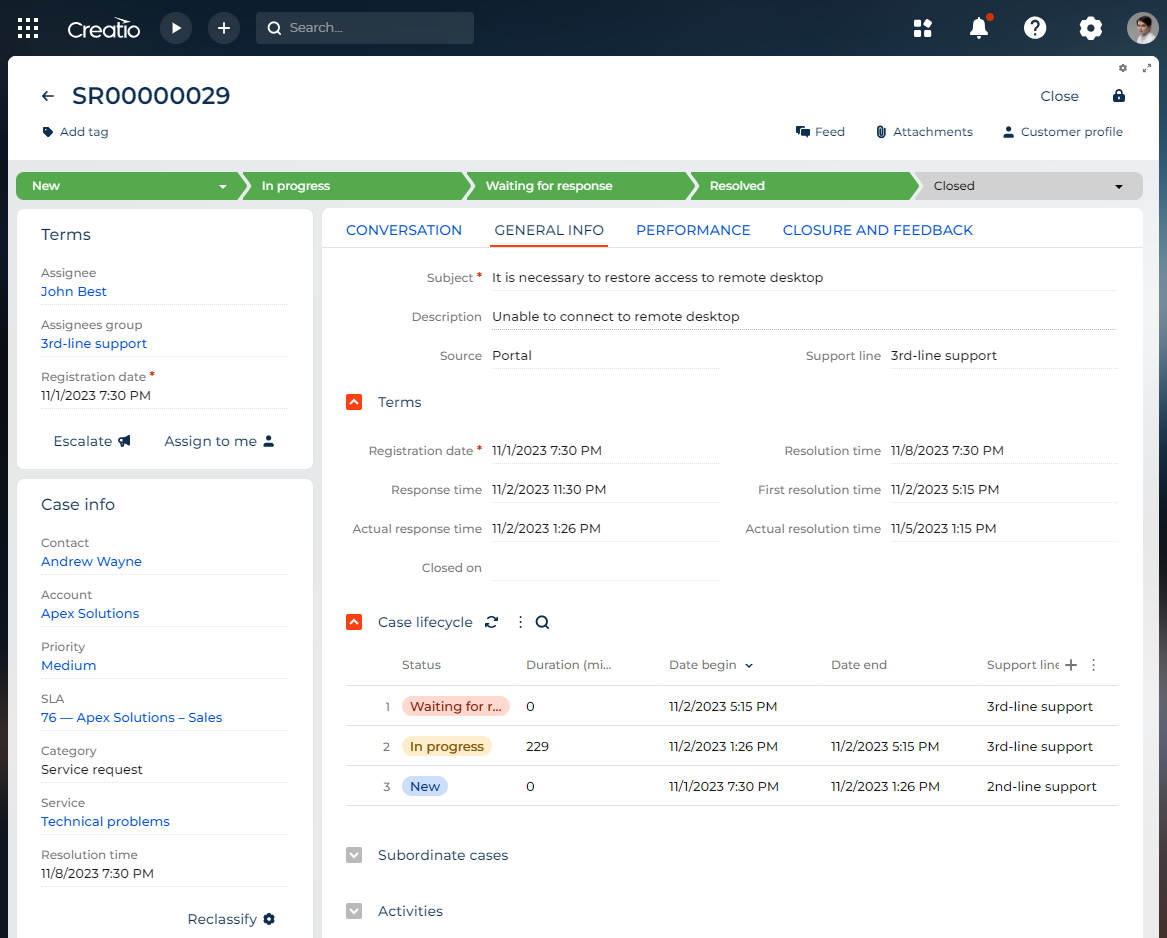 Creatio
Search...
SR00000029
Close
Add tag
Feed
Attachments
Customer profile
New
In progress
Waiting for response
Resolved
Closed
Terms
Assignee
John Best
Assignees group
3rd-line support
Registration date *
11/1/2023 7:30 PM
Escalate
Assign to me
Case info
Contact
Andrew Wayne
Account
Apex Solutions
Priority
Medium
SLA
76 — Apex Solutions – Sales
Category
Service request
Service
Technical problems
Resolution time
11/8/2023 7:30 PM
Reclassify
CONVERSATION GENERAL INFO PERFORMANCE CLOSURE AND FEEDBACK
Subject * It is necessary to restore access to remote desktop
Description Unable to connect to remote desktop
Source Portal Support line 3rd-line support
Terms
Registration date * 11/1/2023 7:30 PM Resolution time 11/8/2023 7:30 PM
Response time 11/2/2023 11:30 PM First resolution time 11/2/2023 5:15 PM
Actual response time 11/2/2023 1:26 PM Actual resolution time 11/5/2023 1:15 PM
Closed on
Case lifecycle
Status Duration (mi... Date begin Date end Support line
1 Waiting for r... 0 11/2/2023 5:15 PM 3rd-line support
2 In progress 229 11/2/2023 1:26 PM 11/2/2023 5:15 PM 3rd-line support
3 New 0 11/1/2023 7:30 PM 11/2/2023 1:26 PM 2nd-line support
Subordinate cases
Activities